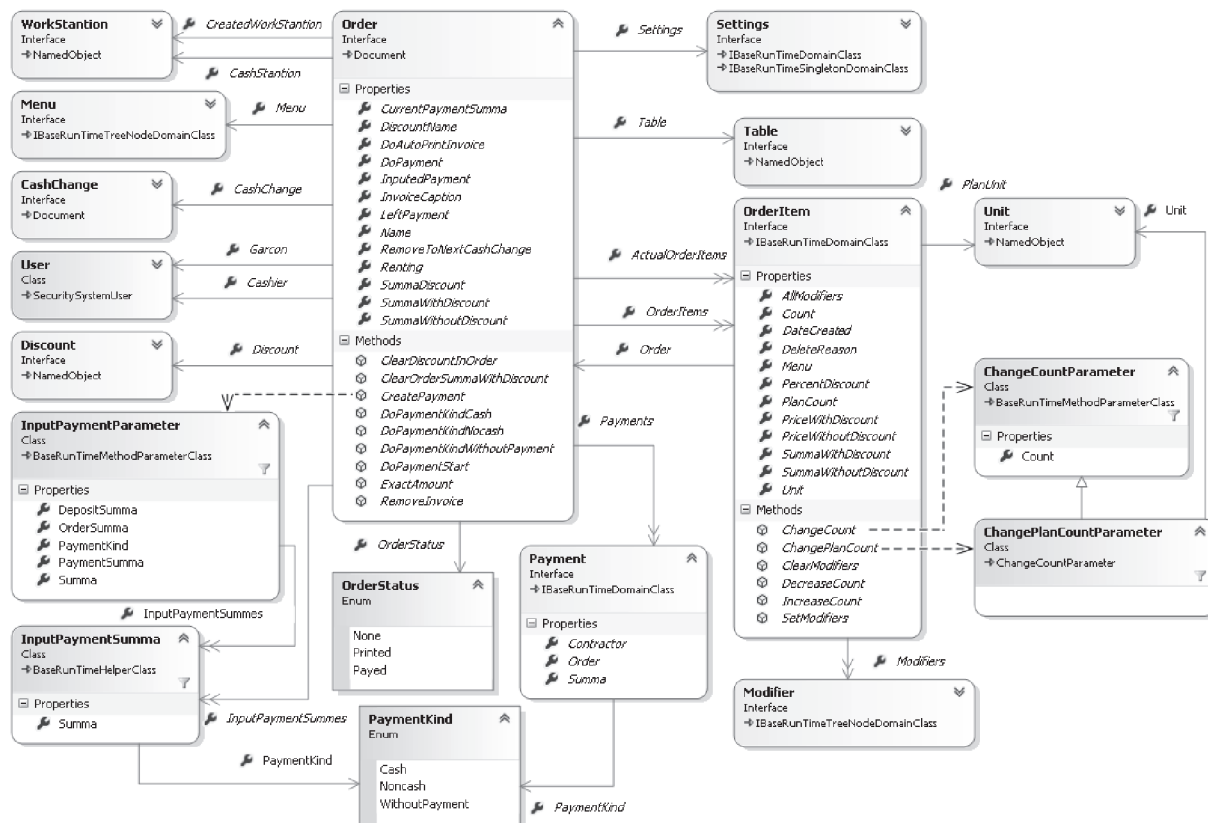 WorkStantion
Interface
NamedObject
CreatedWorkStantion
CashStantion
Menu
Interface
IBaseRunTimeTreeNodeDomainClass
Menu
CashChange
Interface
Document
CashChange
User
Class
SecuritySystemUser
Garcon
Cashier
Discount
Interface
NamedObject
Discount
InputPaymentParameter
Class
BaseRunTimeMethodParameterClass
Properties
DepositSumma
OrderSumma
PaymentKind
PaymentSumma
Summa
InputPaymentSummes
InputPaymentSumma
Class
BaseRunTimeHelperClass
Properties
Summa
InputPaymentSummes
PaymentKind
Order
Interface
Document
Properties
CurrentPaymentSumma
DiscountName
DoAutoPrintInvoice
DoPayment
InputedPayment
InvoiceCaption
LeftPayment
Name
RemoveToNextCashChange
Renting
SummaDiscount
SummaWithDiscount
SummaWithoutDiscount
Methods
ClearDiscountInOrder
ClearOrderSummaWithDiscount
CreatePayment
DoPaymentKindCash
DoPaymentKindNocash
DoPaymentKindWithoutPayment
DoPaymentStart
ExactAmount
RemoveInvoice
OrderStatus
OrderStatus
Enum
None
Printed
Payed
PaymentKind
Enum
Cash
Noncash
WithoutPayment
Settings
Table
ActualOrderItems
OrderItems
Order
Payments
Payment
Interface
IBaseRunTimeDomainClass
Properties
Contractor
Order
Summa
PaymentKind
Settings
Interface
IBaseRunTimeDomainClass
IBaseRunTimeSingletonDomainClass
Table
Interface
NamedObject
OrderItem
Interface
IBaseRunTimeDomainClass
Properties
AllModifiers
Count
DateCreated
DeleteReason
Menu
PercentDiscount
PlanCount
PriceWithDiscount
PriceWithoutDiscount
SummaWithDiscount
SummaWithoutDiscount
Unit
Methods
ChangeCount
ChangePlanCount
ClearModifiers
DecreaseCount
IncreaseCount
SetModifiers
Modifiers
Modifier
Interface
IBaseRunTimeTreeNodeDomainClass
PlanUnit
Unit
Interface
NamedObject
Unit
ChangeCountParameter
Class
BaseRunTimeMethodParameterClass
Properties
Count
ChangePlanCountParameter
Class
ChangeCountParameter